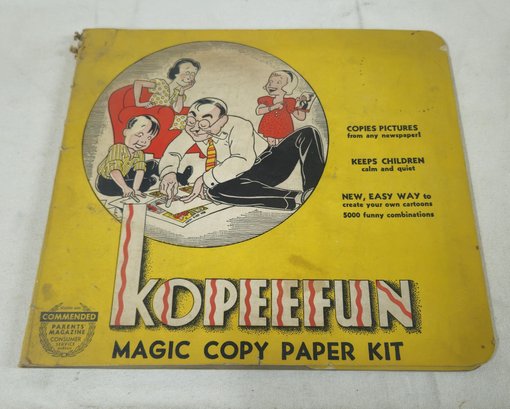 COPIES PICTURES
from any newspaper!
KEEPS CHILDREN
calm and quiet
NEW, EASY WAY to
create your own cartoons
5000 funny combinations
KOPEEFUN
MAGIC COPY PAPER KIT
COMMENDED
PARENTS'
MAGAZINE
CONSUMER
SERVICE
BUREAU